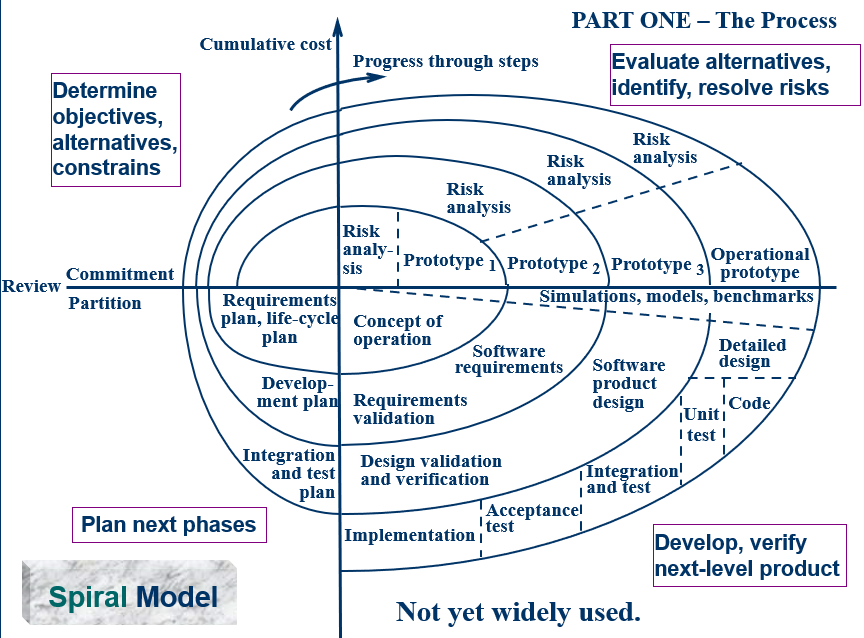 PART ONE – The Process
Cumulative cost
Progress through steps
Evaluate alternatives,
identify, resolve risks
Determine
objectives,
alternatives,
constrains
Risk
analysis
Risk
analysis
Risk
analysis
Risk
analy-
sis
Prototype 1
Prototype 2
Prototype 3
Operational
prototype
Review
Commitment
Partition
Simulations, models, benchmarks
Requirements
plan, life-cycle
plan
Concept of
operation
Software
requirements
Software
product
design
Detailed
design
Develop-
ment plan
Requirements
validation
Unit
test
Code
Integration
and test
plan
Design validation
and verification
Integration
and test
Acceptance
test
Implementation
Plan next phases
Develop, verify
next-level product
Spiral Model
Not yet widely used.